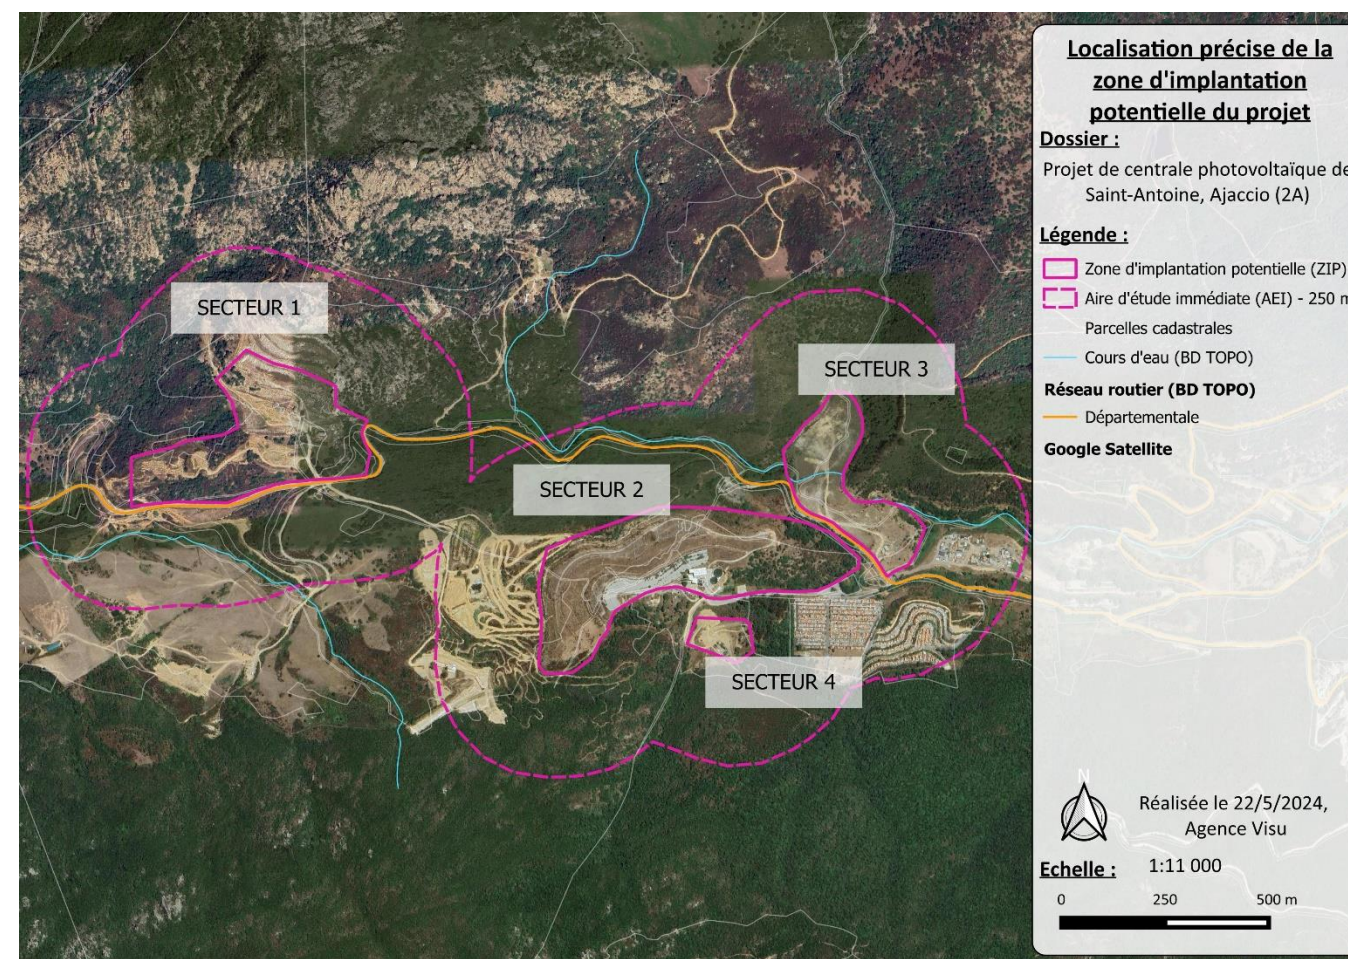 Localisation précise de la
zone d'implantation
potentielle du projet
Dossier :
Projet de centrale photovoltaïque de
Saint-Antoine, Ajaccio (2A)
Légende :
Zone d'implantation potentielle (ZIP)
Aire d'étude immédiate (AEI) - 250 m
Parcelles cadastrales
Cours d'eau (BD TOPO)
Réseau routier (BD TOPO)
Départementale
Google Satellite
SECTEUR 1
SECTEUR 3
SECTEUR 2
SECTEUR 4
N
Réalisée le 22/5/2024,
Agence Visu
Echelle : 1:11 000
0 250 500 m